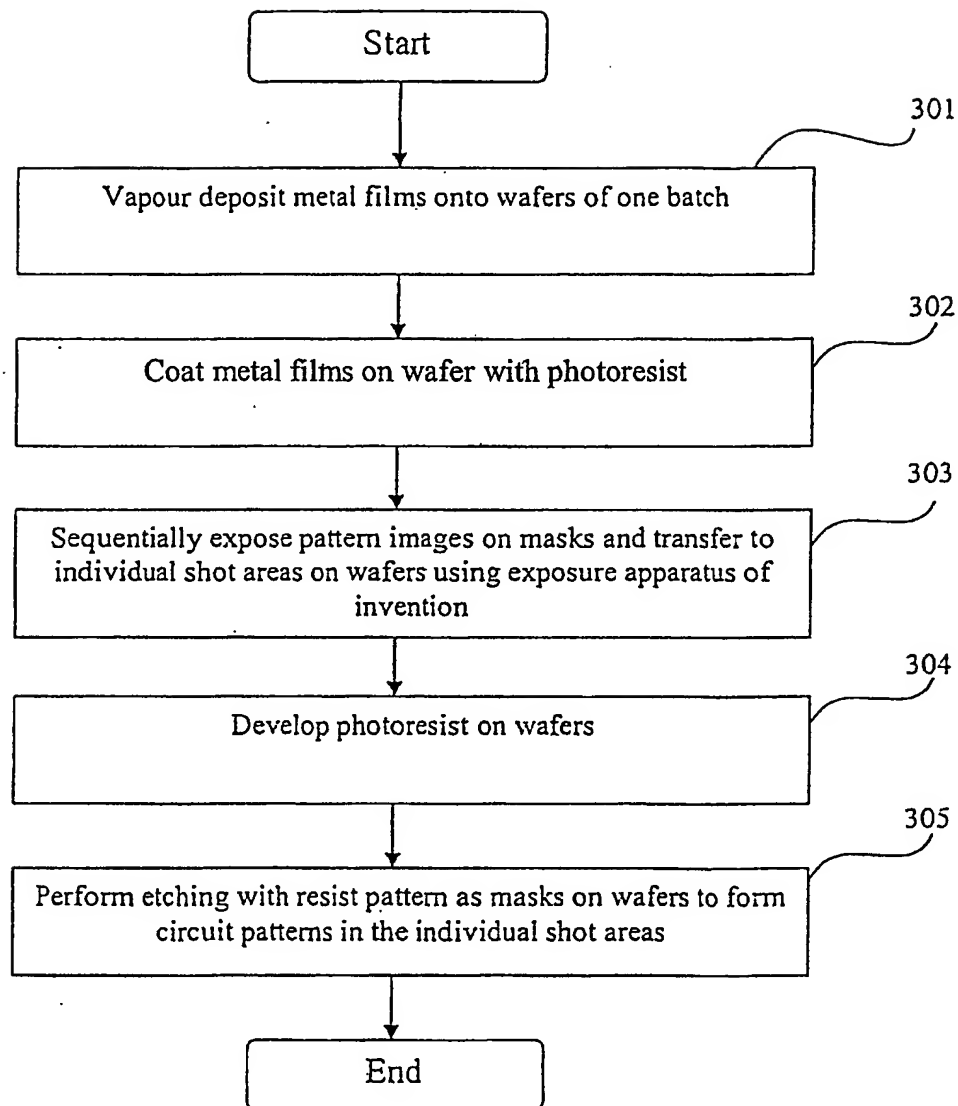 Start
301
Vapour deposit metal films onto wafers of one batch
302
Coat metal films on wafer with photoresist
303
Sequentially expose pattern images on masks and transfer to
individual shot areas on wafers using exposure apparatus of
invention
304
Develop photoresist on wafers
305
Perform etching with resist pattern as masks on wafers to form
circuit patterns in the individual shot areas
End